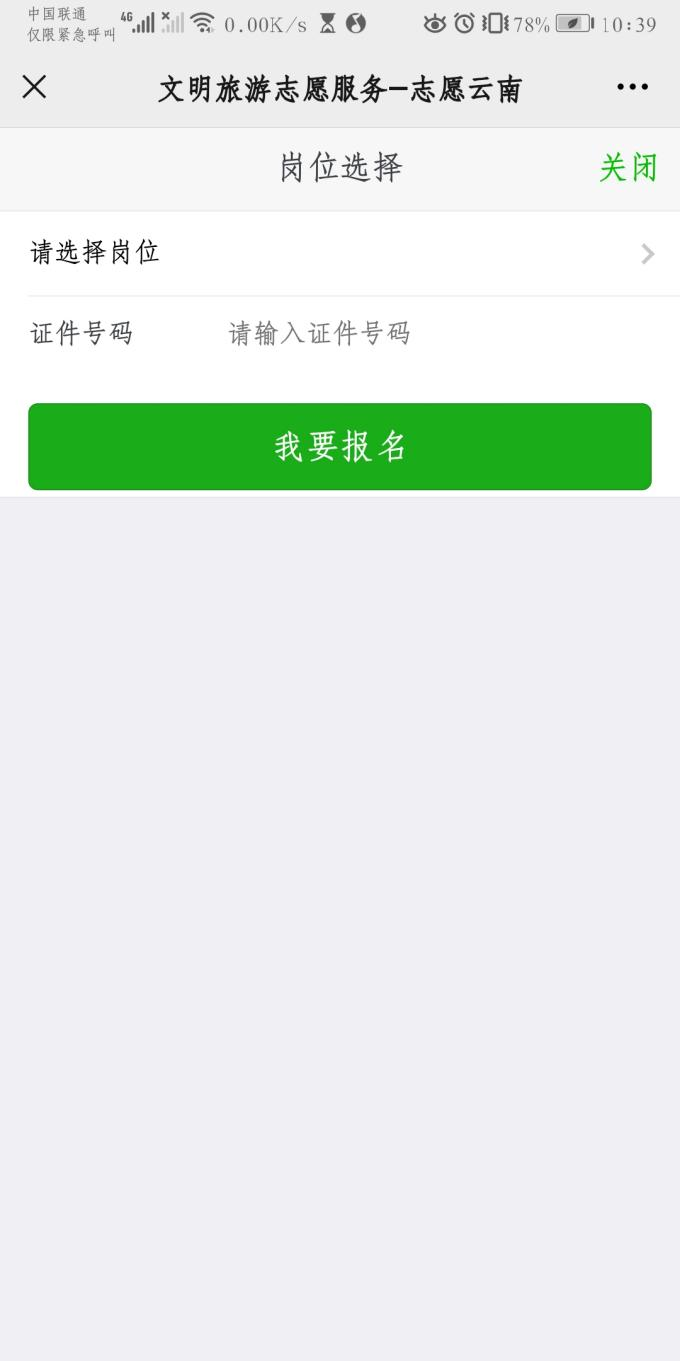 中国联通
仅限紧急呼叫
4G
0.00K/s
78%
10:39
文明旅游志愿服务—志愿云南
岗位选择
关闭
请选择岗位
证件号码 请输入证件号码
我要报名